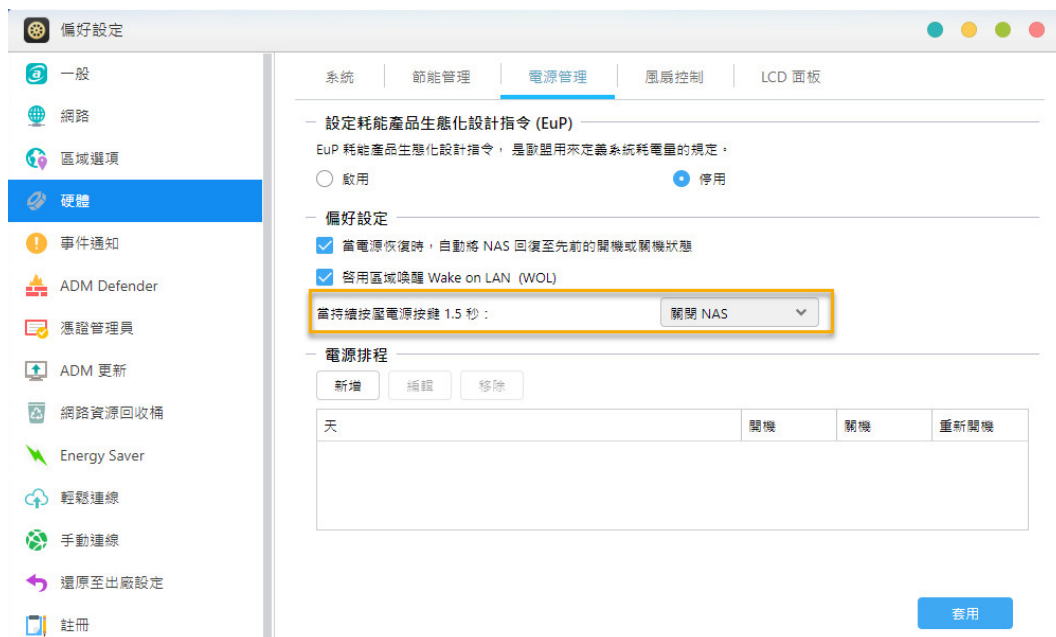 偏好設定
一般
網路
區域選項
硬體
事件通知
ADM Defender
憑證管理員
ADM 更新
網路資源回收桶
Energy Saver
輕鬆連線
手動連線
還原至出廠設定
註冊
系統 節能管理 電源管理 風扇控制 LCD 面板
設定耗能產品生態化設計指令 (EuP)
EuP 耗能產品生態化設計指令， 是歐盟用來定義系統耗電量的規定。
啟用 停用
偏好設定
當電源恢復時，自動將 NAS 回復至先前的開機或關機狀態
啓用區域喚醒 Wake on LAN (WOL)
當持續按壓電源按鍵 1.5 秒： 關閉 NAS
電源排程
新增 編輯 移除
天 開機 關機 重新開機
套用